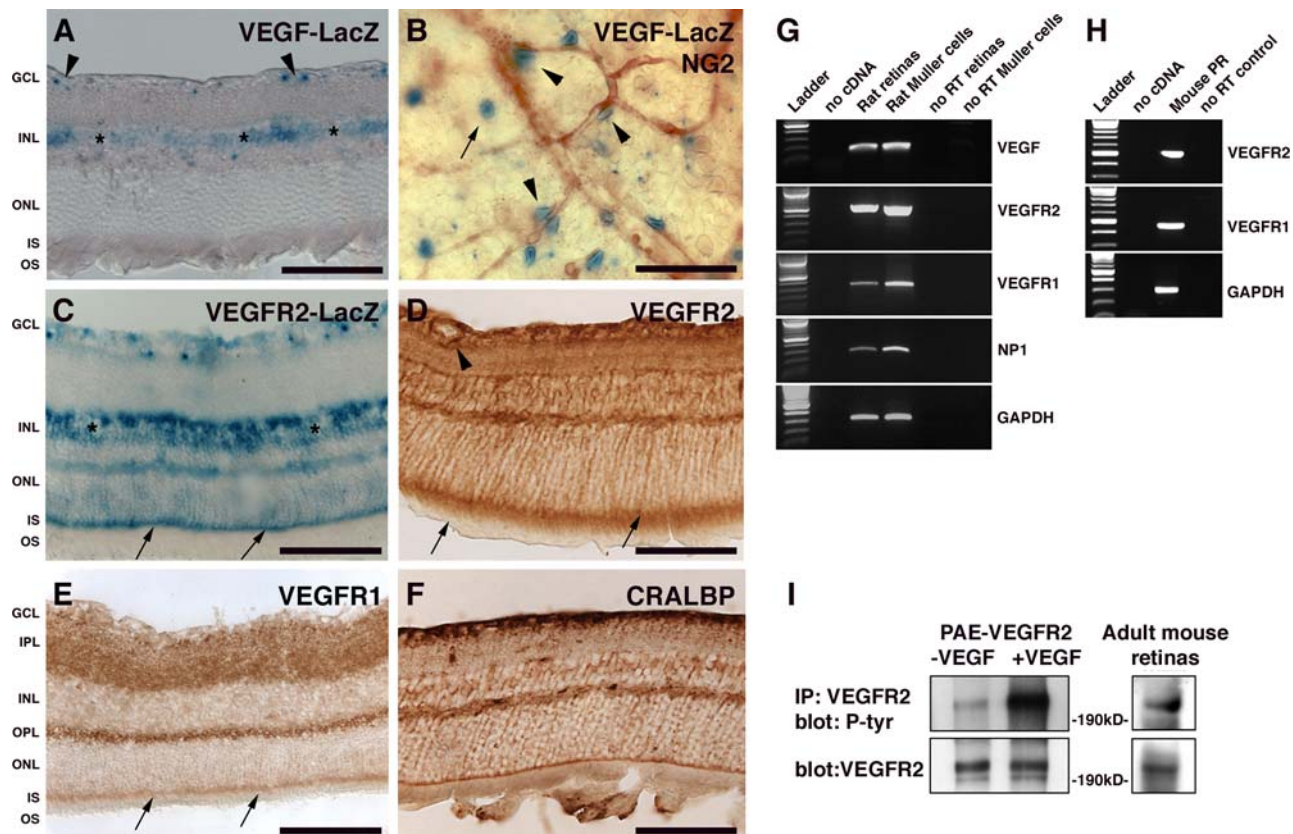 A
VEGF-LacZ
GCL
*
*
*
INL
ONL
IS
OS
B
VEGF-LacZ
NG2
C
VEGFR2-LacZ
GCL
INL
*
*
ONL
IS
OS
D
VEGFR2
E
VEGFR1
GCL
IPL
INL
OPL
ONL
IS
OS
F
CRALBP
G
Ladder
no cDNA
Rat retinas
Rat Muller cells
no RT retinas
no RT Muller cells
VEGF
VEGFR2
VEGFR1
NP1
GAPDH
H
Ladder
no cDNA
Mouse PR
no RT control
VEGFR2
VEGFR1
GAPDH
I
PAE-VEGFR2
-VEGF +VEGF
Adult mouse
retinas
IP: VEGFR2
blot: P-tyr
-190kD-
blot:VEGFR2
-190kD-